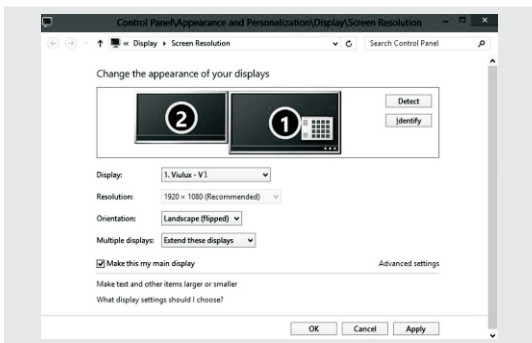 Control Panel\Appearance and Personalization\Display\Screen Resolution
« Display Screen Resolution
Search Control Panel
Change the appearance of your displays
2
1
Detect
Identify
Display: 1. Viulux - V1
Resolution: 1920 × 1080 (Recommended)
Orientation: Landscape (flipped)
Multiple displays: Extend these displays
Make this my main display
Advanced settings
Make text and other items larger or smaller
What display settings should I choose?
OK Cancel Apply